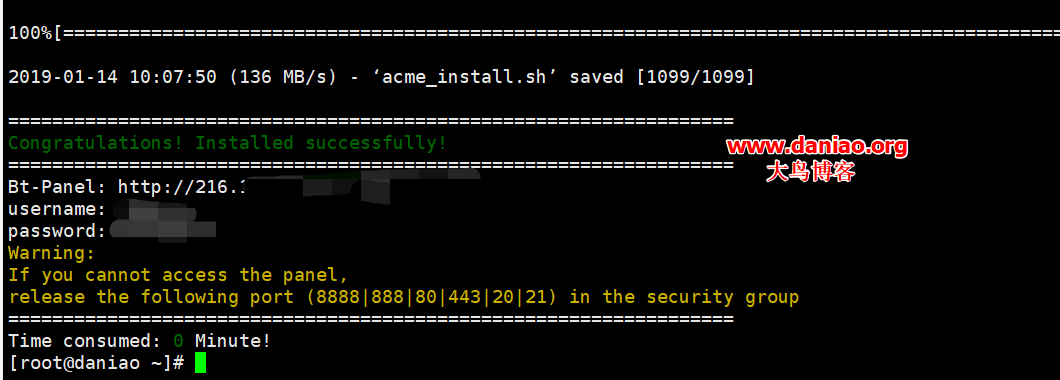 100%[===========================================================================================
2019-01-14 10:07:50 (136 MB/s) - ‘acme_install.sh’ saved [1099/1099]
==================================================================
Congratulations! Installed successfully!
==================================================================
www.daniao.org
大鸟博客
Bt-Panel: http://216.
username:
password:
Warning:
If you cannot access the panel,
release the following port (8888|888|80|443|20|21) in the security group
==================================================================
Time consumed: 0 Minute!
[root@daniao ~]#